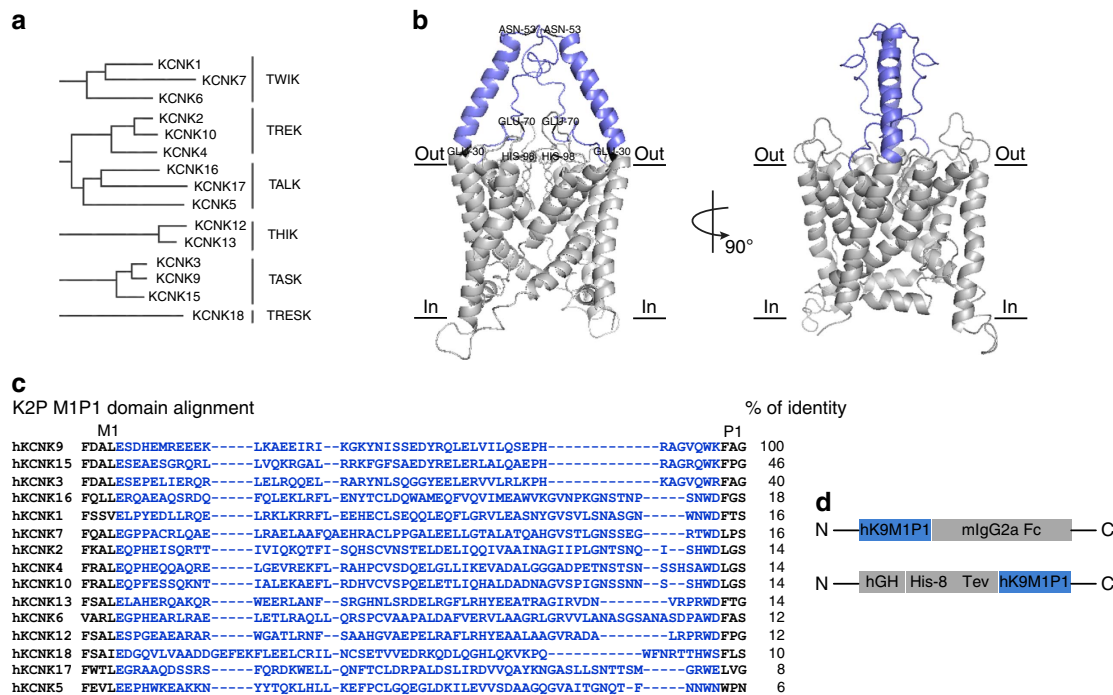 a
KCNK1
KCNK7
KCNK6
TWIK
KCNK2
KCNK10
KCNK4
TREK
KCNK16
KCNK17
KCNK5
TALK
KCNK12
KCNK13
THIK
KCNK3
KCNK9
KCNK15
TASK
KCNK18
TRESK
b
ASN-53 ASN-53
GLU-70 GLU-70
GLU-30 HIS-98 HIS-98 GLU-30
Out Out
In In
90°
Out Out
In In
c
K2P M1P1 domain alignment % of identity
M1 P1
hKCNK9 FDALESDHEMREEEK-----LKAEEIRI--KGKYNISSEDYRQLELVILQSEPH-------------RAGVQWKFAG 100
hKCNK15 FDALESEAESGRQRL-----LVQKRGAL--RRKFGFSAEDYRELERLALQAEPH-------------RAGRQWKFPG 46
hKCNK3 FDALESEPELIERQR-----LELRQQEL--RARYNLSQGGYEELERVVLRLKPH-------------KAGVQWRFAG 40
hKCNK16 FQLLERQAEAQSRDQ-----FQLEKLRFL-ENYTCLDQWAMEQFVQVIMEAWVKGVNPKGNSTNP-----SNWDFGS 18
hKCNK1 FSSVELPYEDLLRQE-----LRKLKRRFL-EEHECLSEQQLEQFLGRVLEASNYGVSVLSNASGN-----WNWDFTS 16
hKCNK7 FQALEGPPACRLQAE-----LRAELAAFQAEHRACLPPGALEELLGTALATQAHGVSTLGNSSEG-----RTWDLPS 16
hKCNK2 FKALEQPHEISQRTT-----IVIQKQTFI-SQHSCVNSTELDELIQQIVAAINAGIIPLGNTSNQ--I--SHWDLGS 14
hKCNK4 FRALEQPHEQQAQRE-----LGEVREKFL-RAHPCVSDQELGLLIKEVADALGGGADPETNSTSN--SSHSAWDLGS 14
hKCNK10 FRALEQPFESSQKNT-----IALEKAEFL-RDHVCVSPQELETLIQHALDADNAGVSPIGNSSNN--S--SHWDLGS 14
hKCNK13 FSALELAHERQAKQR-----WEERLANF--SRGHNLSRDELRGFLRHYEEATRAGIRVDN----------VRPRWDFTG 14
hKCNK6 VARLEGPHEARLRAE-----LETLRAQLL-QRSPCVAAPALDAFVERVLAAGRLGRVVLANASGSANASDPAWDFAS 12
hKCNK12 FSALESPGEAEARAR-----WGATLRNF--SAAHGVAEPELRAFLRHYEAALAAGVRADA----------LRPRWDFPG 12
hKCNK18 FSAIEDGQVLVAADDGEFEKFLEELCRIL-NCSETVVEDRKQDLQGHLQKVKPQ-------------WFNRTTHWSFLS 10
hKCNK17 FWTLEGRAAQDSSRS-----FQRDKWELL-QNFTCLDRPALDSLIRDVVQAYKNGASLLSNTTSM-----GRWELVG 8
hKCNK5 FEVLEEPHWKEAKKN-----YYTQKLHLL-KEFPCLGQEGLDKILEVVSDAAGQGVAITGNQT-F-----NNWNWPN 6
d
N hK9M1P1 mIgG2a Fc C
N hGH His-8 Tev hK9M1P1 C